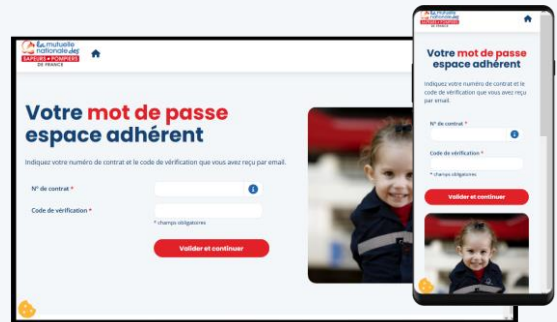 La mutuelle
nationale des
SAPEURS-POMPIERS
DE FRANCE
Votre mot de passe
espace adhérent
Indiquez votre numéro de contrat et le code de vérification que vous avez reçu par email.
N° de contrat *
Code de vérification *
* champs obligatoires
Valider et continuer
Votre mot de passe
espace adhérent
Indiquez votre numéro de contrat et le
code de vérification que vous avez reçu
par email.
N° de contrat *
Code de vérification *
* champs obligatoires
Valider et continuer